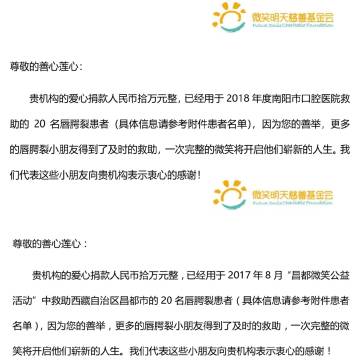 微笑明天慈善基金会
尊敬的善心莲心：
贵机构的爱心捐款人民币拾万元整，已经用于 2018 年度南阳市口腔医院救
助的 20 名唇腭裂患者（具体信息请参考附件患者名单），因为您的善举，更多
的唇腭裂小朋友得到了及时的救助，一次完整的微笑将开启他们崭新的人生。我
们代表这些小朋友向贵机构表示衷心的感谢！
微笑明天慈善基金会
尊敬的善心莲心：
贵机构的爱心捐款人民币拾万元整，已经用于 2017 年 8 月“昌都微笑公益
活动”中救助西藏自治区昌都市的 20 名唇腭裂患者（具体信息请参考附件患者
名单），因为您的善举，更多的唇腭裂小朋友得到了及时的救助，一次完整的微
笑将开启他们崭新的人生。我们代表这些小朋友向贵机构表示衷心的感谢！